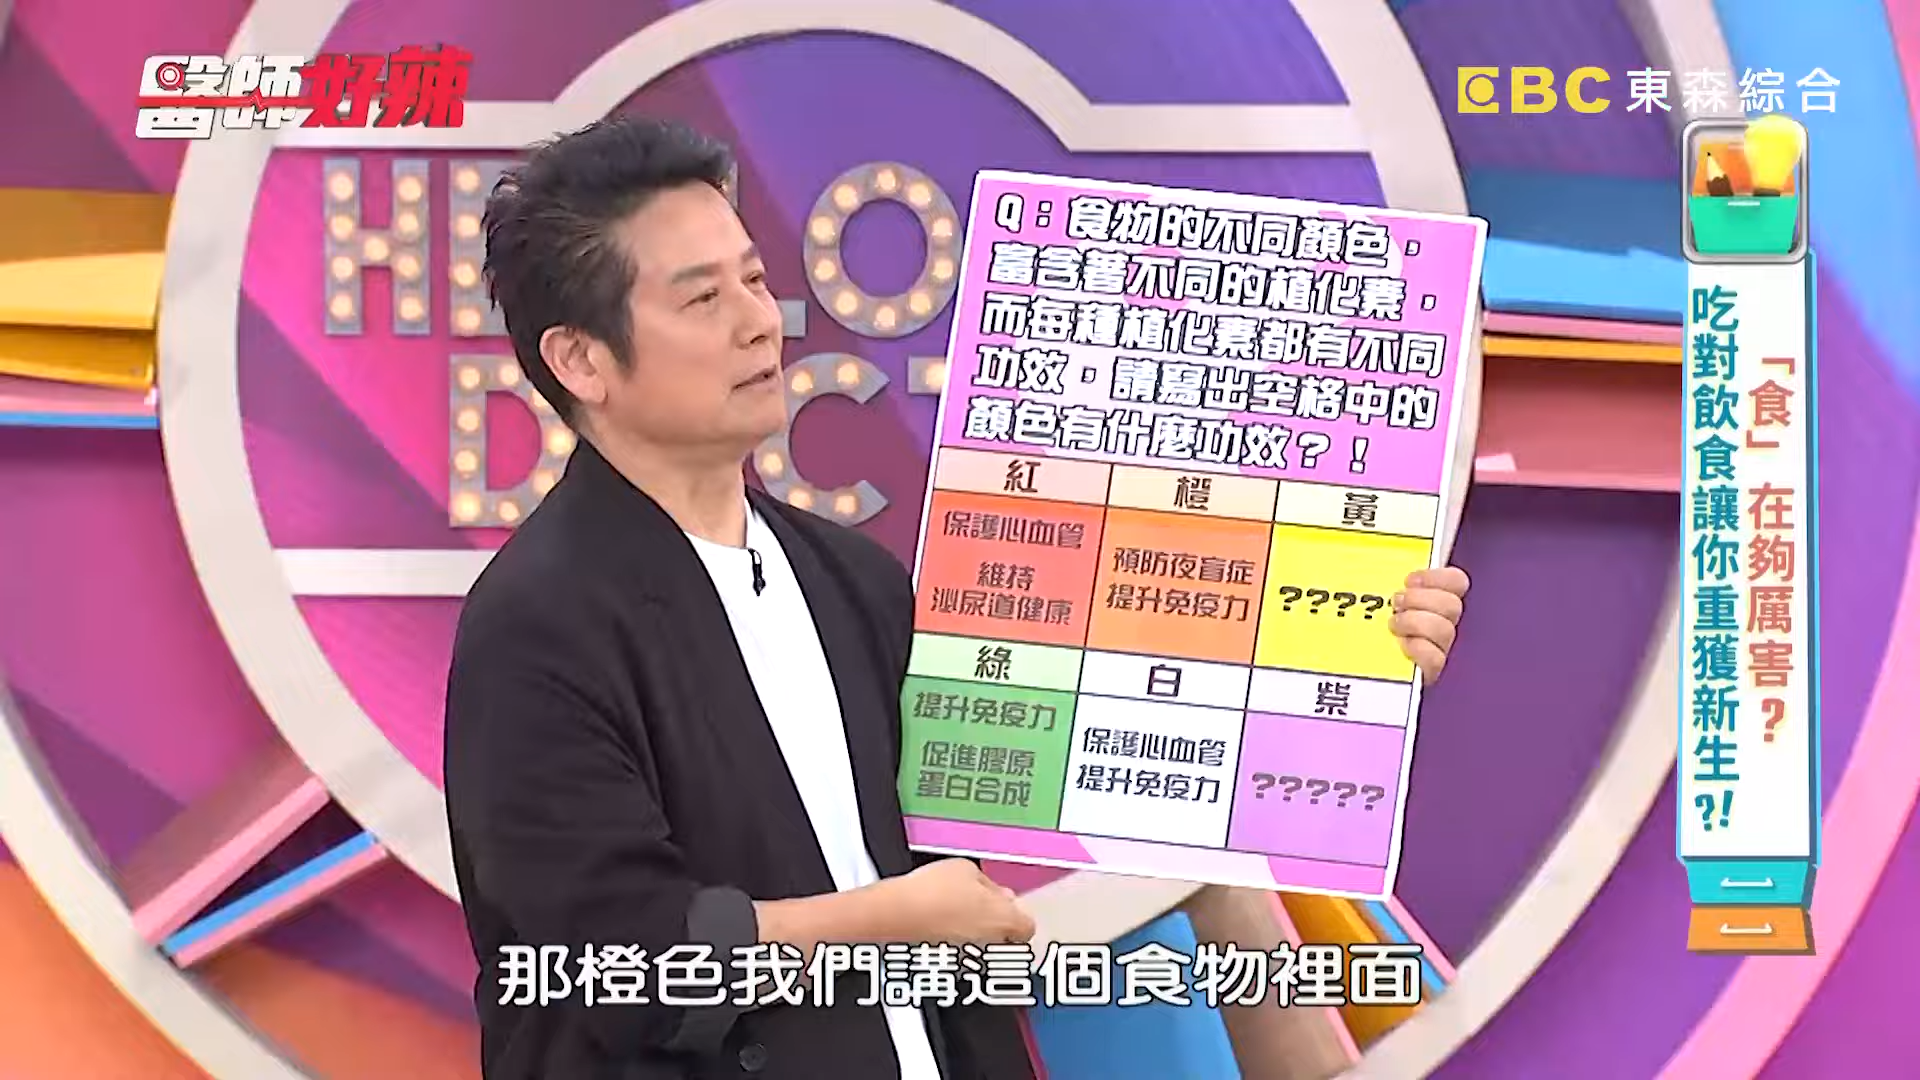 醫師好辣
EBC 東森綜合
HELLO
DOCT
Q：食物的不同顏色，
富含著不同的植化素，
而每種植化素都有不同
功效，請寫出空格中的
顏色有什麼功效？！
紅
橙
黃
保護心血管
維持
泌尿道健康
預防夜盲症
提升免疫力
????
綠
白
紫
提升免疫力
促進膠原
蛋白合成
保護心血管
提升免疫力
?????
「食」在夠厲害？
吃對飲食讓你重獲新生?!
那橙色我們講這個食物裡面